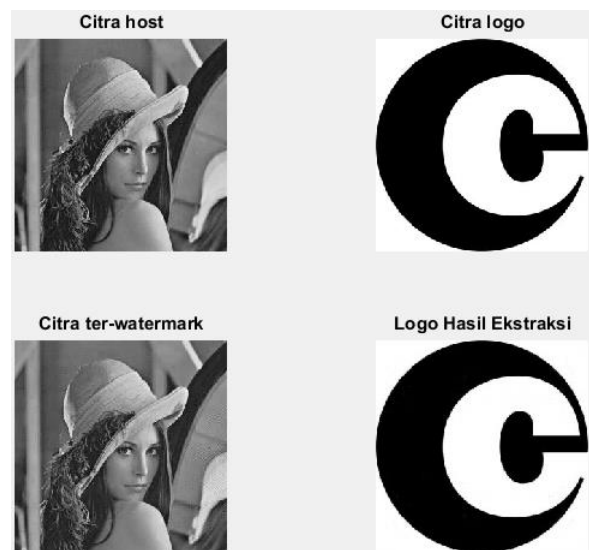 Citra host
Citra logo
Citra ter-watermark
Logo Hasil Ekstraksi